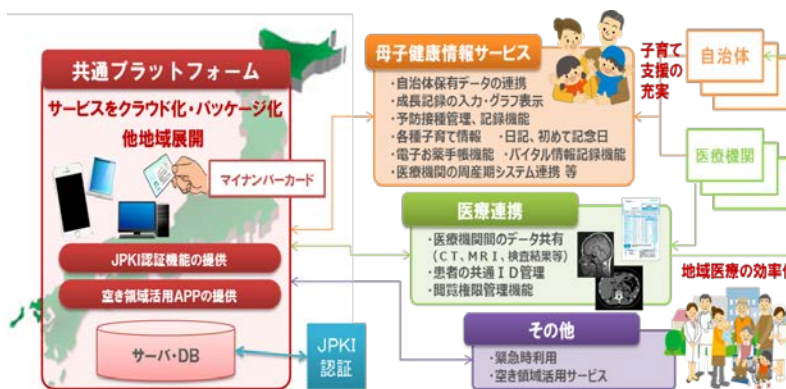 共通プラットフォーム
サービスをクラウド化・パッケージ化
他地域展開
マイナンバーカード
JPKI認証機能の提供
空き領域活用APPの提供
サーバ・DB
JPKI
認証
母子健康情報サービス
・自治体保有データの連携
・成長記録の入力・グラフ表示
・予防接種管理、記録機能
・各種子育て情報　・日記、初めて記念日
・電子お薬手帳機能　・バイタル情報記録機能
・医療機関の周産期システム連携 等
子育て
支援の
充実
自治体
医療機関
医療連携
・医療機関間のデータ共有
(CT、MRI、検査結果等)
・患者の共通ID管理
・閲覧権限管理機能
地域医療の効率
その他
・緊急時利用
・空き領域活用サービス